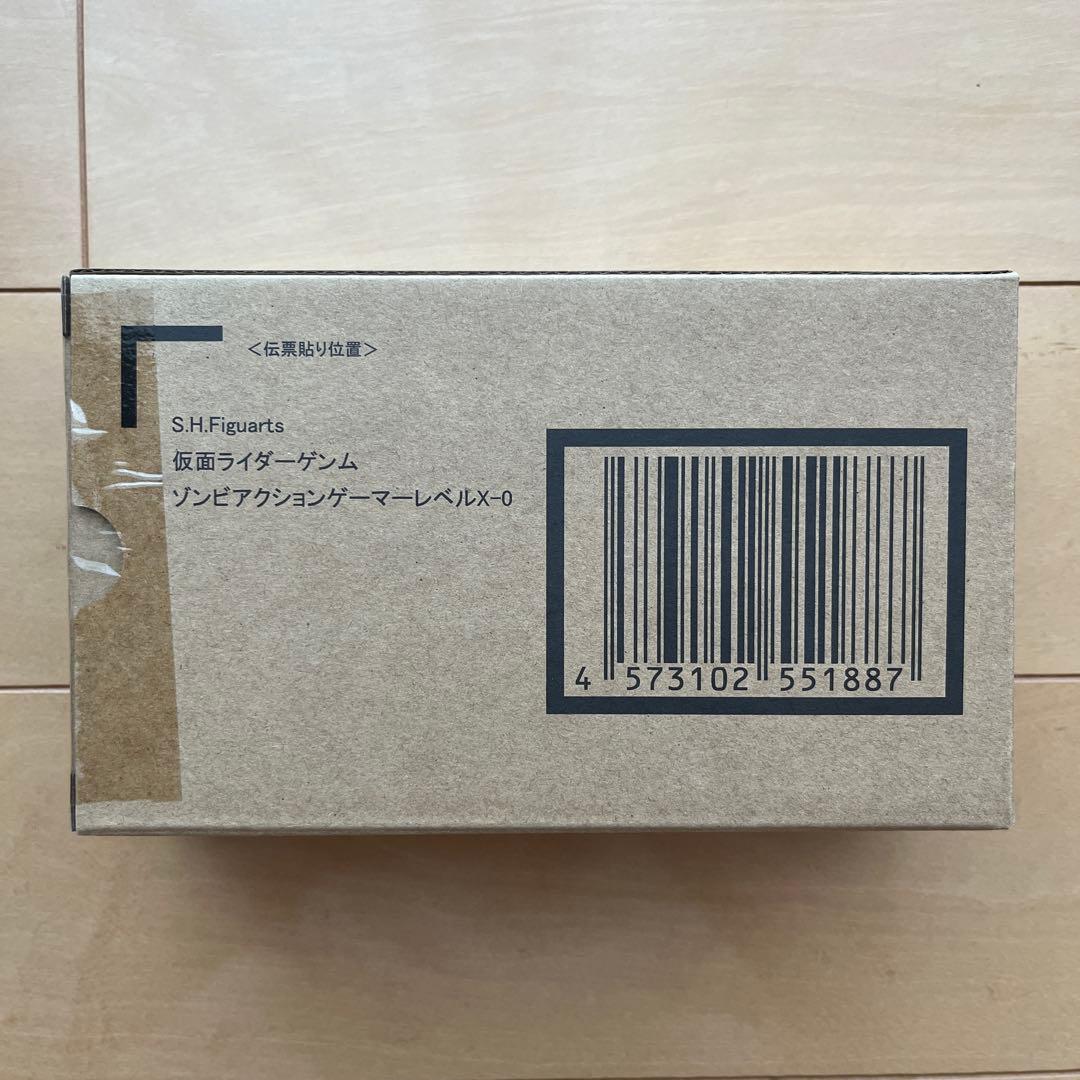 ＜伝票貼り位置＞
S.H.Figuarts
仮面ライダーゲンム
ゾンビアクションゲーマーレベルX-0
4 573102 551887